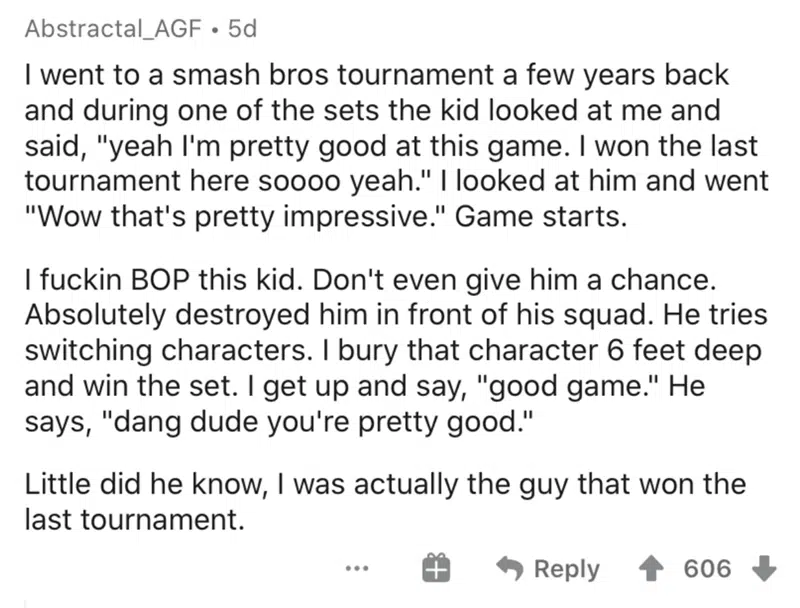 Abstractal_AGF • 5d
I went to a smash bros tournament a few years back
and during one of the sets the kid looked at me and
said, "yeah I'm pretty good at this game. I won the last
tournament here soooo yeah." I looked at him and went
"Wow that's pretty impressive." Game starts.
I fuckin BOP this kid. Don't even give him a chance.
Absolutely destroyed him in front of his squad. He tries
switching characters. I bury that character 6 feet deep
and win the set. I get up and say, "good game." He
says, "dang dude you're pretty good."
Little did he know, I was actually the guy that won the
last tournament.
... Reply 606